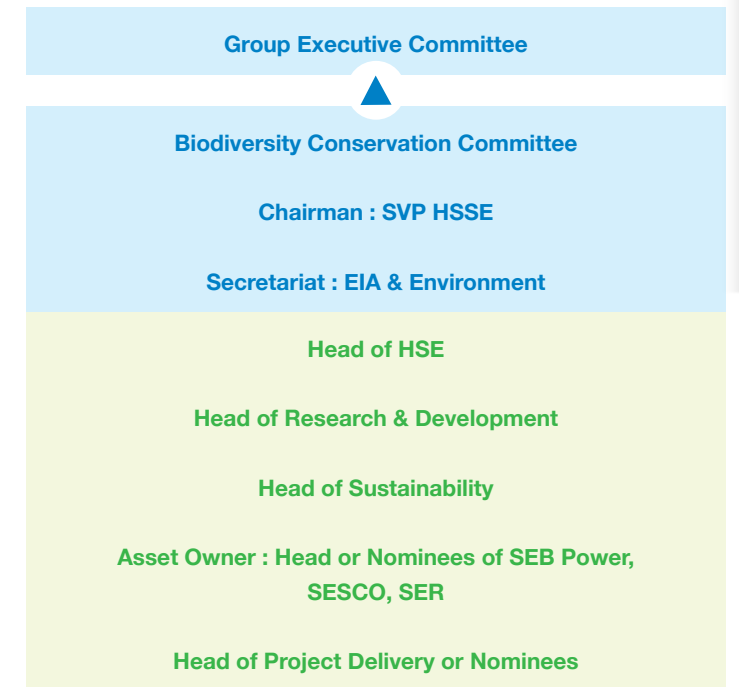 Group Executive Committee
Biodiversity Conservation Committee
Chairman : SVP HSSE
Secretariat : EIA & Environment
Head of HSE
Head of Research & Development
Head of Sustainability
Asset Owner : Head or Nominees of SEB Power,
SESCO, SER
Head of Project Delivery or Nominees